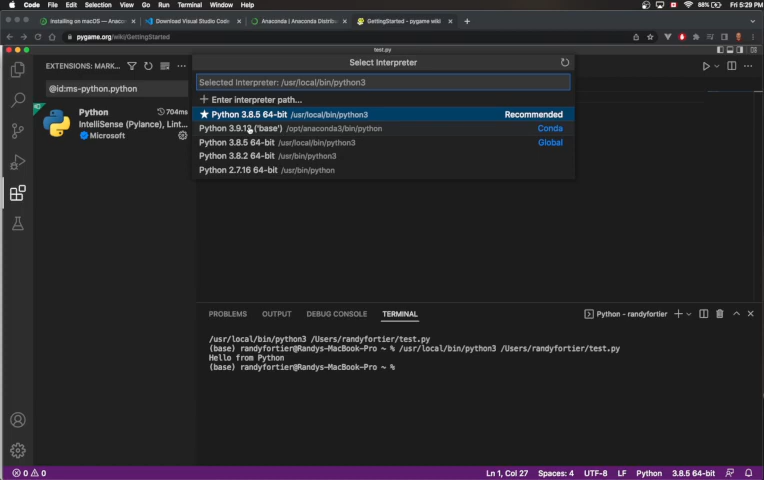 Code File Edit Selection View Go Run Terminal Window Help 88% Fri 5:29 PM
Installing on macOS — Anacon Download Visual Studio Code Anaconda | Anaconda Distribu GettingStarted — pygame wiki
pygame.org/wiki/GettingStarted
test.py
EXTENSIONS: MARK...
@id:ms-python.python
Python 704ms
IntelliSense (Pylance), Lint...
Microsoft
Select Interpreter
Selected Interpreter: /usr/local/bin/python3
+ Enter interpreter path...
★ Python 3.8.5 64-bit /usr/local/bin/python3 Recommended
Python 3.9.13 ('base') /opt/anaconda3/bin/python Conda
Python 3.8.5 64-bit /usr/local/bin/python3 Global
Python 3.8.2 64-bit /usr/bin/python3
Python 2.7.16 64-bit /usr/bin/python
PROBLEMS OUTPUT DEBUG CONSOLE TERMINAL Python - randyfortier
/usr/local/bin/python3 /Users/randyfortier/test.py
(base) randyfortier@Randys-MacBook-Pro ~ % /usr/local/bin/python3 /Users/randyfortier/test.py
Hello from Python
(base) randyfortier@Randys-MacBook-Pro ~ %
0 0 Ln 1, Col 27 Spaces: 4 UTF-8 LF Python 3.8.5 64-bit